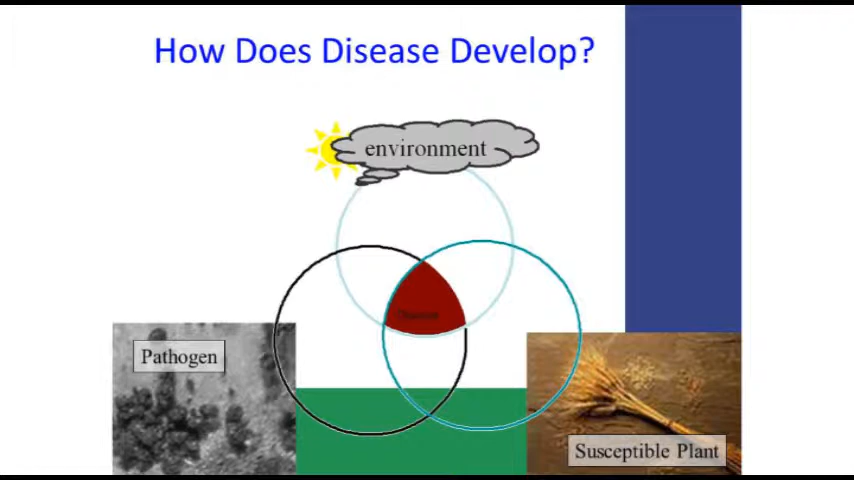 How Does Disease Develop?
environment
Pathogen
Susceptible Plant